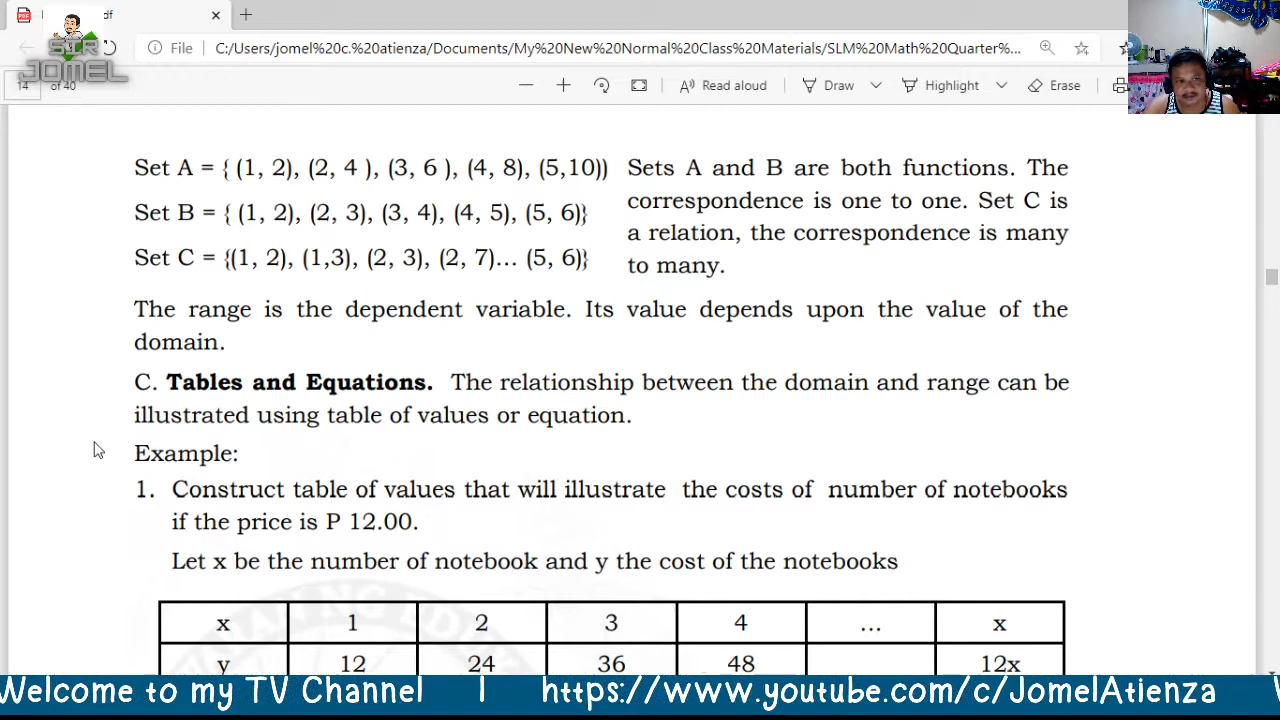 df
File
C:/Users/jomel%20c.%20atienza/Documents/My%20New%20Normal%20Class%20Materials/SLM%20Math%20Quarter%...
SIR
JOMEL
14 of 40
Read aloud
Draw
Highlight
Erase
Set A = { (1, 2), (2, 4 ), (3, 6 ), (4, 8), (5,10))
Set B = { (1, 2), (2, 3), (3, 4), (4, 5), (5, 6)}
Set C = {(1, 2), (1,3), (2, 3), (2, 7)... (5, 6)}
Sets A and B are both functions. The
correspondence is one to one. Set C is
a relation, the correspondence is many
to many.
The range is the dependent variable. Its value depends upon the value of the
domain.
C. Tables and Equations. The relationship between the domain and range can be
illustrated using table of values or equation.
Example:
1. Construct table of values that will illustrate the costs of number of notebooks
if the price is P 12.00.
Let x be the number of notebook and y the cost of the notebooks
x 1 2 3 4 ... x
y 12 24 36 48 12x
Welcome to my TV Channel | https://www.youtube.com/c/JomelAtienza